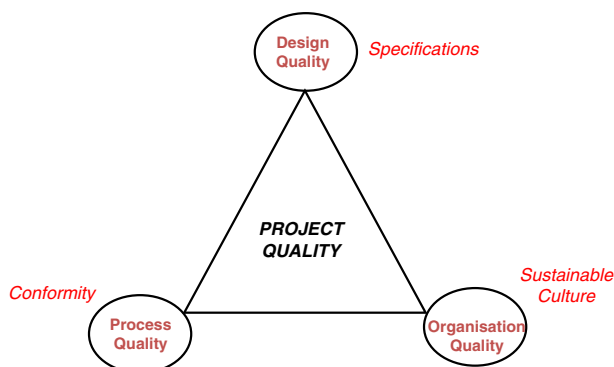 Design
Quality
Specifications
PROJECT
QUALITY
Conformity
Process
Quality
Sustainable
Culture
Organisation
Quality